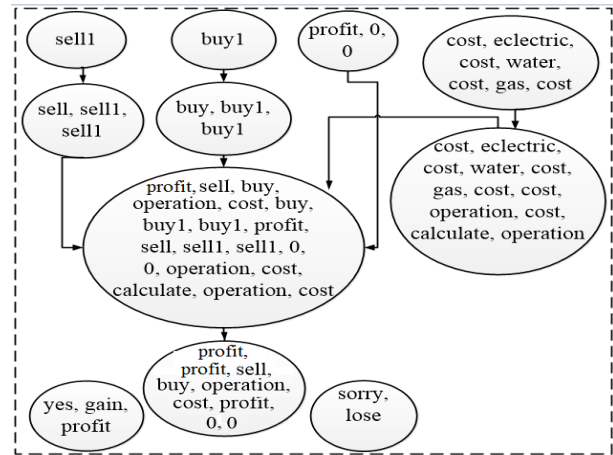 sell1
buy1
profit, 0,
0
cost, eclectric,
cost, water,
cost, gas, cost
sell, sell1,
sell1
buy, buy1,
buy1
cost, eclectric,
cost, water, cost,
gas, cost, cost,
operation, cost,
calculate, operation
profit, sell, buy,
operation, cost, buy,
buy1, buy1, profit,
sell, sell1, sell1, 0,
0, operation, cost,
calculate, operation, cost
profit,
profit, sell,
buy, operation,
cost, profit,
0, 0
yes, gain,
profit
sorry,
lose